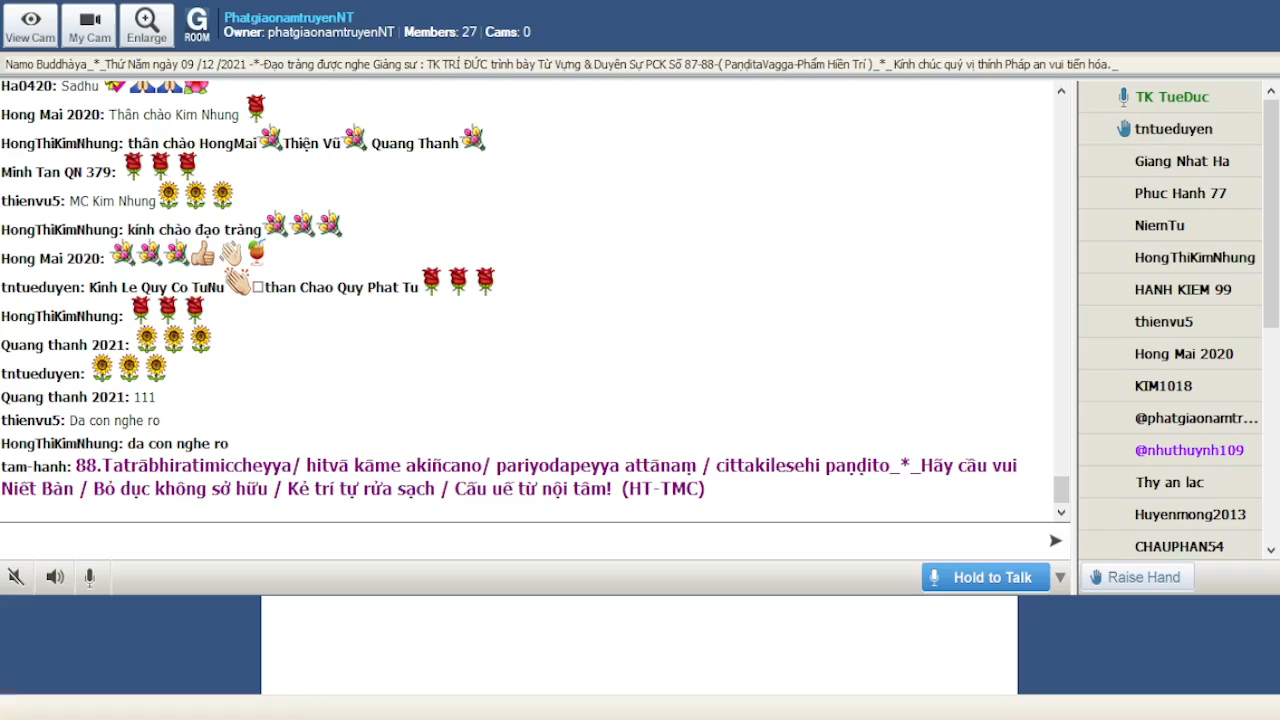 View Cam
My Cam
Enlarge
G
ROOM
PhatgiaonamtruyenNT
Owner: phatgiaonamtruyenNT | Members: 27 | Cams: 0
Namo Buddhàya_*_Thứ Năm ngày 09 /12 /2021 -*-Đạo tràng được nghe Giảng sư : TK TRÍ ĐỨC trình bày Từ Vựng & Duyên Sự PCK Số 87-88-( PaṇḍitaVagga-Phẩm Hiền Trí )_*_ Kính chúc quý vị thính Pháp an vui tiến hóa._
Ha0420: Sadhu
Hong Mai 2020: Thân chào Kim Nhung
HongThiKimNhung: thân chào HongMai Thiện Vũ Quang Thanh
Minh Tan QN 379:
thienvu5: MC Kim Nhung
HongThiKimNhung: kính chào đạo tràng
Hong Mai 2020:
tntueduyen: Kinh Le Quy Co TuNu than Chao Quy Phat Tu
HongThiKimNhung:
Quang thanh 2021:
tntueduyen:
Quang thanh 2021: 111
thienvu5: Da con nghe ro
HongThiKimNhung: da con nghe ro
tam-hanh: 88.Tatrābhiratimiccheyya/ hitvā kāme akiñcano/ pariyodapeyya attānaṃ / cittakilesehi paṇḍito_*_Hãy cầu vui
Niết Bàn / Bỏ dục không sở hữu / Kẻ trí tự rửa sạch / Cấu uế từ nội tâm! (HT-TMC)
Hold to Talk
TK TueDuc
tntueduyen
Giang Nhat Ha
Phuc Hanh 77
NiemTu
HongThiKimNhung
HANH KIEM 99
thienvu5
Hong Mai 2020
KIM1018
@phatgiaonamtr...
@nhuthuynh109
Thy an lac
Huyenmong2013
CHAUPHAN54
Raise Hand